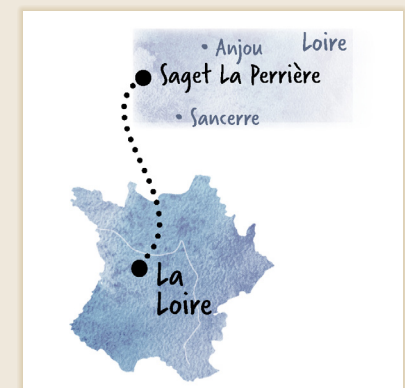 • Anjou Loire
Saget La Perrière
• Sancerre
La
Loire